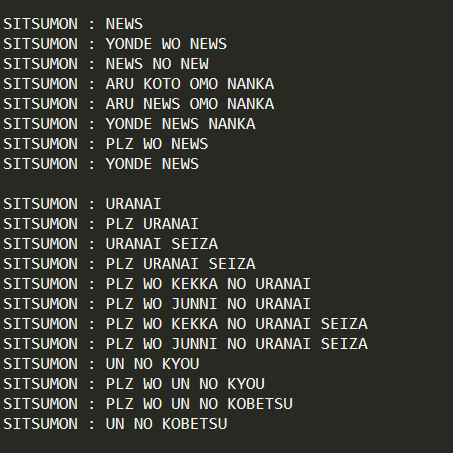 SITSUMON : NEWS
SITSUMON : YONDE WO NEWS
SITSUMON : NEWS NO NEW
SITSUMON : ARU KOTO OMO NANKA
SITSUMON : ARU NEWS OMO NANKA
SITSUMON : YONDE NEWS NANKA
SITSUMON : PLZ WO NEWS
SITSUMON : YONDE NEWS

SITSUMON : URANAI
SITSUMON : PLZ URANAI
SITSUMON : URANAI SEIZA
SITSUMON : PLZ URANAI SEIZA
SITSUMON : PLZ WO KEKKA NO URANAI
SITSUMON : PLZ WO JUNNI NO URANAI
SITSUMON : PLZ WO KEKKA NO URANAI SEIZA
SITSUMON : PLZ WO JUNNI NO URANAI SEIZA
SITSUMON : UN NO KYOU
SITSUMON : PLZ WO UN NO KYOU
SITSUMON : PLZ WO UN NO KOBETSU
SITSUMON : UN NO KOBETSU